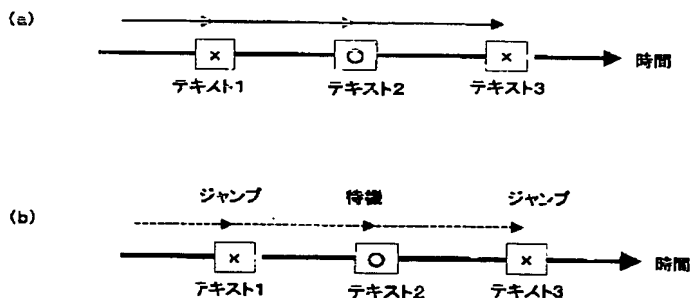 (a)
× ○ × 時間
テキスト1 テキスト2 テキスト3
ジャンプ 待機 ジャンプ
(b)
× ○ × 時間
テキスト1 テキスト2 テキスト3